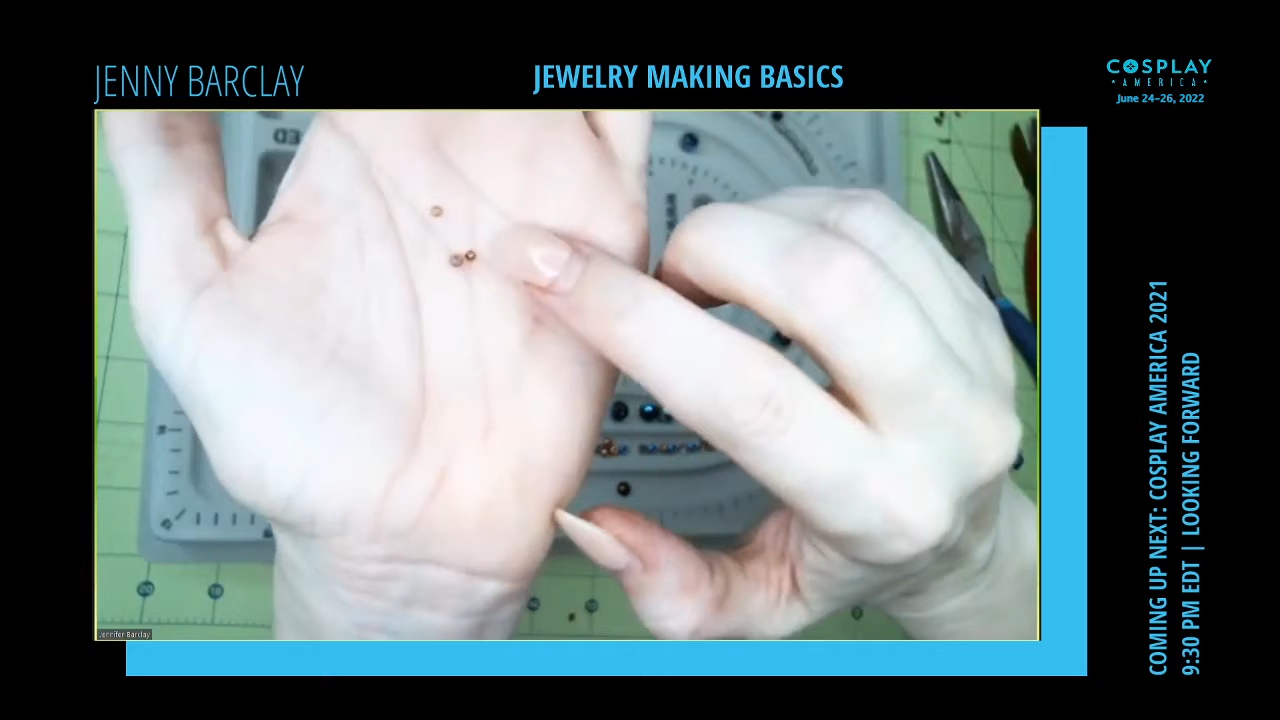 JENNY BARCLAY
JEWELRY MAKING BASICS
COSPLAY
AMERICA
June 24-26, 2022
Jennifer Barclay
COMING UP NEXT: COSPLAY AMERICA 2021
9:30 PM EDT | LOOKING FORWARD